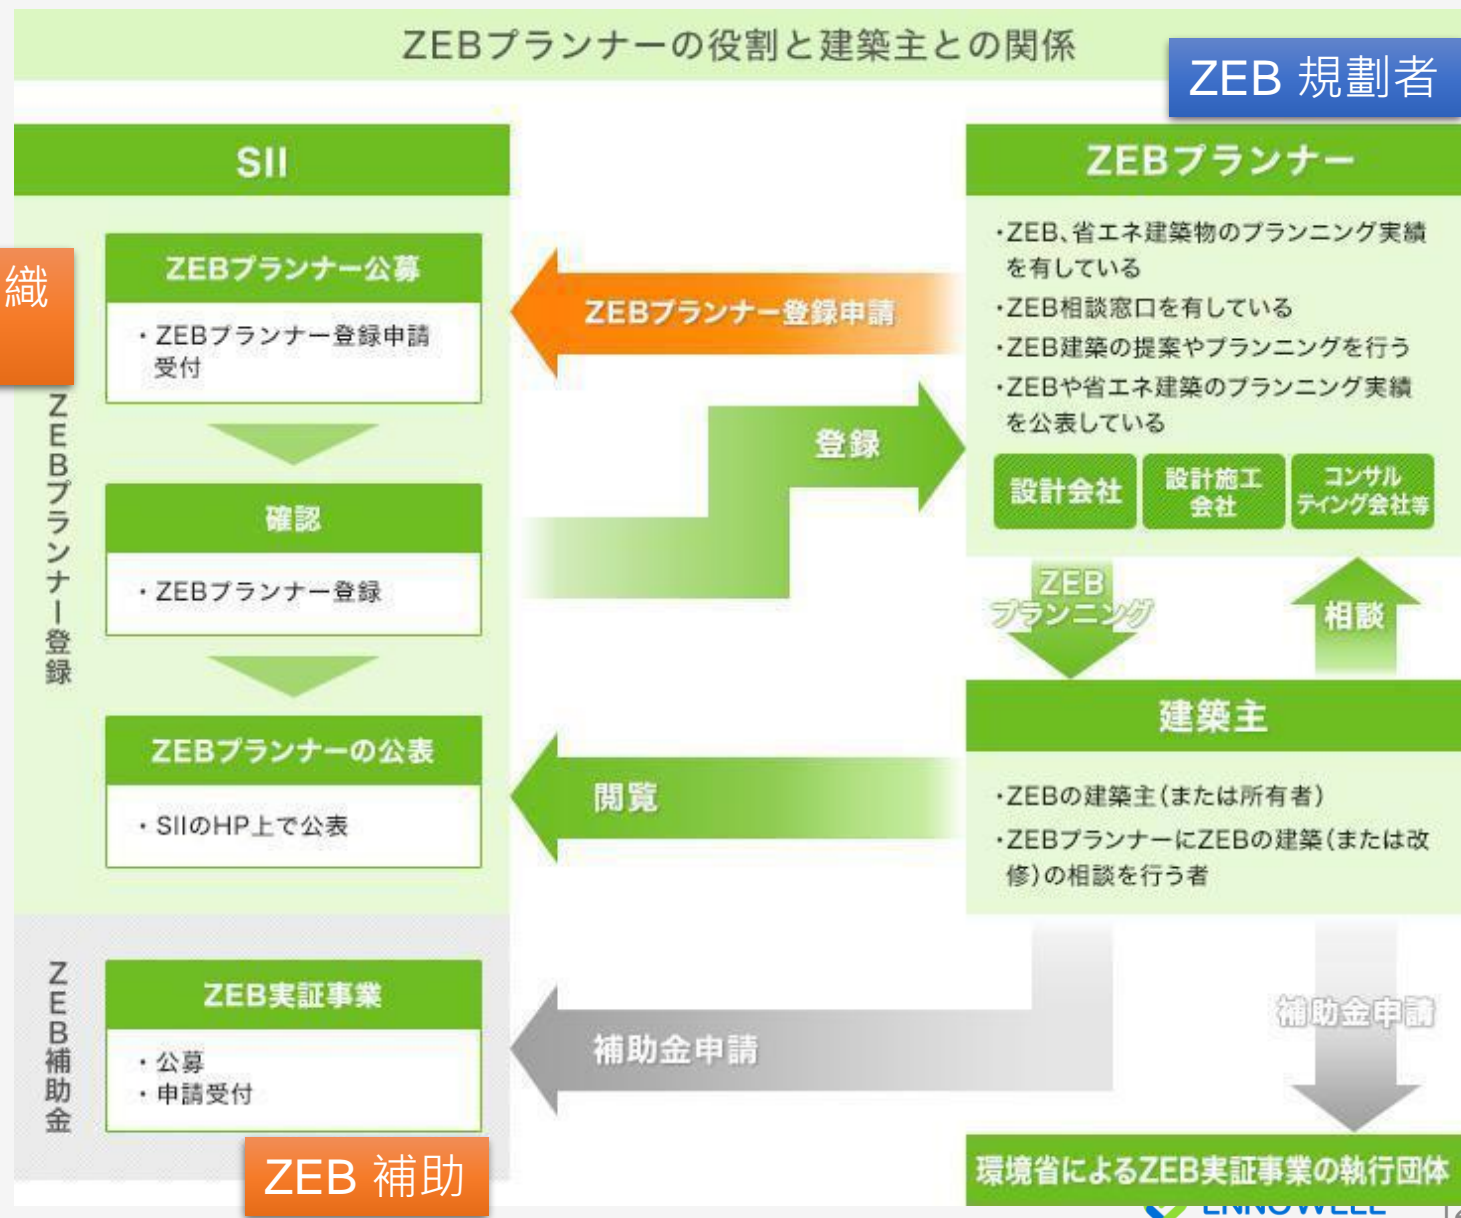 ZEBプランナーの役割と建築主との関係
ZEB 規劃者
SII
織
ZEBプランナー登録
ZEBプランナー公募
・ZEBプランナー登録申請
受付
確認
・ZEBプランナー登録
ZEBプランナーの公表
・SIIのHP上で公表
ZEB補助金
ZEB実証事業
・公募
・申請受付
ZEB 補助
ZEBプランナー登録申請
登録
閲覧
補助金申請
ZEBプランナー
・ZEB、省エネ建築物のプランニング実績
を有している
・ZEB相談窓口を有している
・ZEB建築の提案やプランニングを行う
・ZEBや省エネ建築のプランニング実績
を公表している
設計会社
設計施工
会社
コンサル
ティング会社等
ZEB
プランニング
相談
建築主
・ZEBの建築主(または所有者)
・ZEBプランナーにZEBの建築(または改
修)の相談を行う者
補助金申請
環境省によるZEB実証事業の執行団体
ENNOWELL